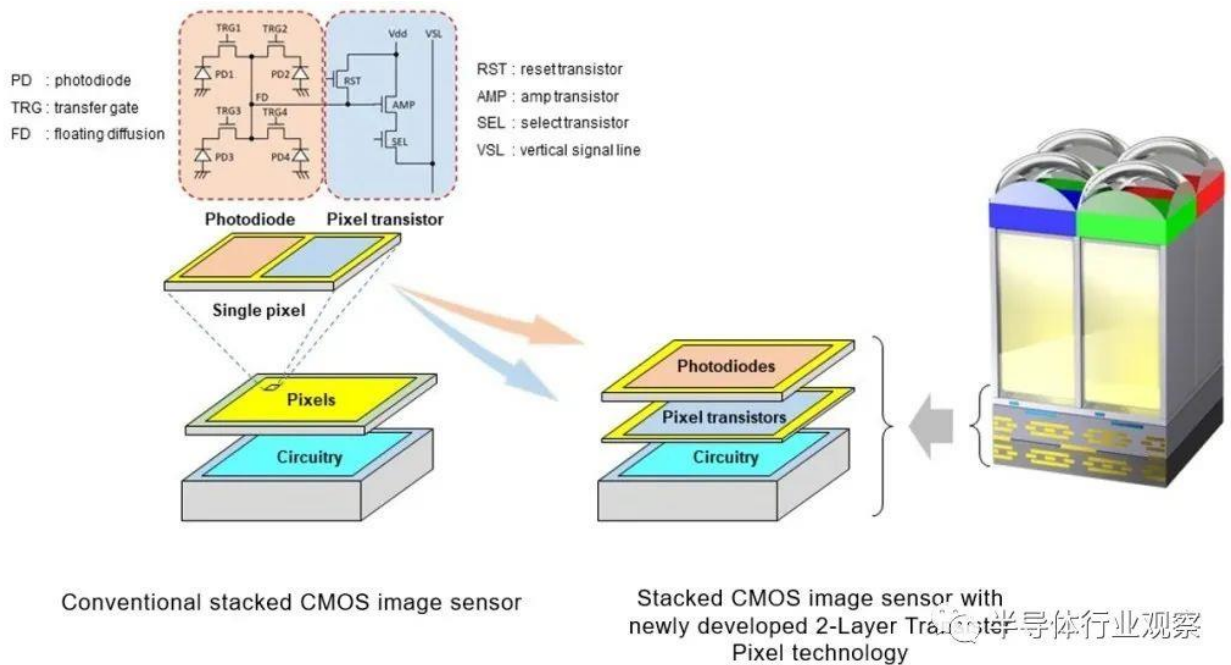 TRG1
TRG2
PD1
PD2
FD
TRG3
TRG4
PD3
PD4
Vdd
VSL
RST
AMP
SEL
PD : photodiode
TRG : transfer gate
FD : floating diffusion
RST : reset transistor
AMP : amp transistor
SEL : select transistor
VSL : vertical signal line
Photodiode
Pixel transistor
Single pixel
Pixels
Circuitry
Photodiodes
Pixel transistors
Circuitry
Conventional stacked CMOS image sensor
Stacked CMOS image sensor with
newly developed 2-Layer Transistor
Pixel technology
半导体行业观察